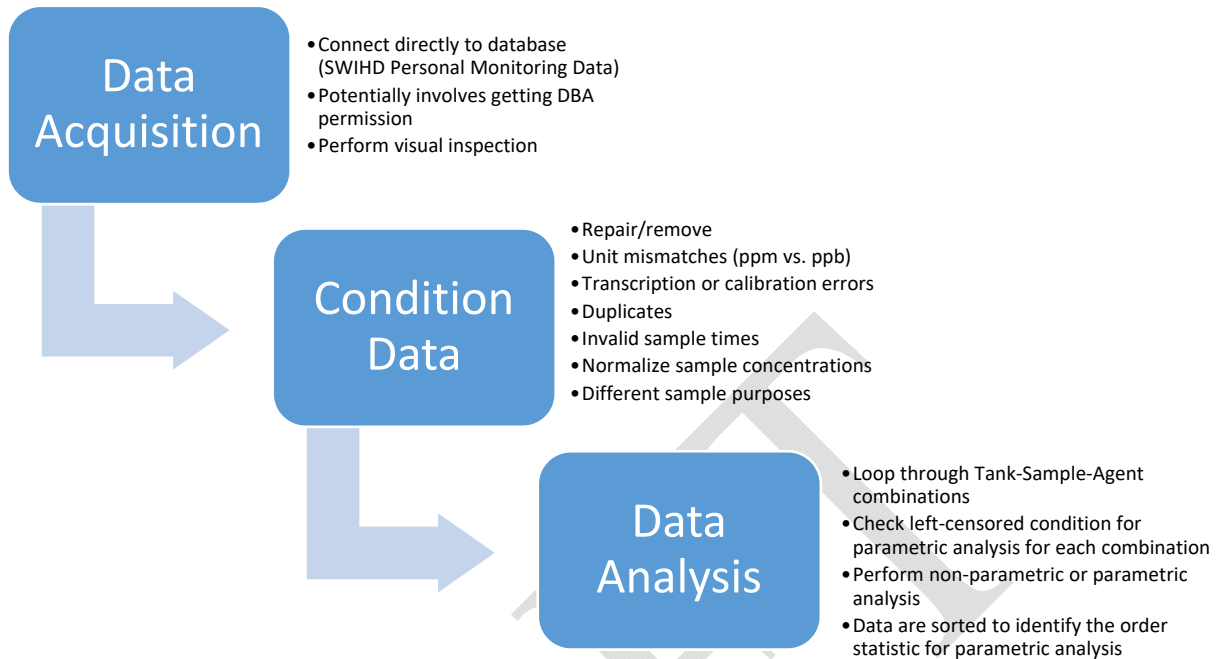 Data
Acquisition
•Connect directly to database
(SWIHD Personal Monitoring Data)
•Potentially involves getting DBA
permission
•Perform visual inspection
Condition
Data
•Repair/remove
•Unit mismatches (ppm vs. ppb)
•Transcription or calibration errors
•Duplicates
•Invalid sample times
•Normalize sample concentrations
•Different sample purposes
Data
Analysis
•Loop through Tank-Sample-Agent
combinations
•Check left-censored condition for
parametric analysis for each combination
•Perform non-parametric or parametric
analysis
•Data are sorted to identify the order
statistic for parametric analysis